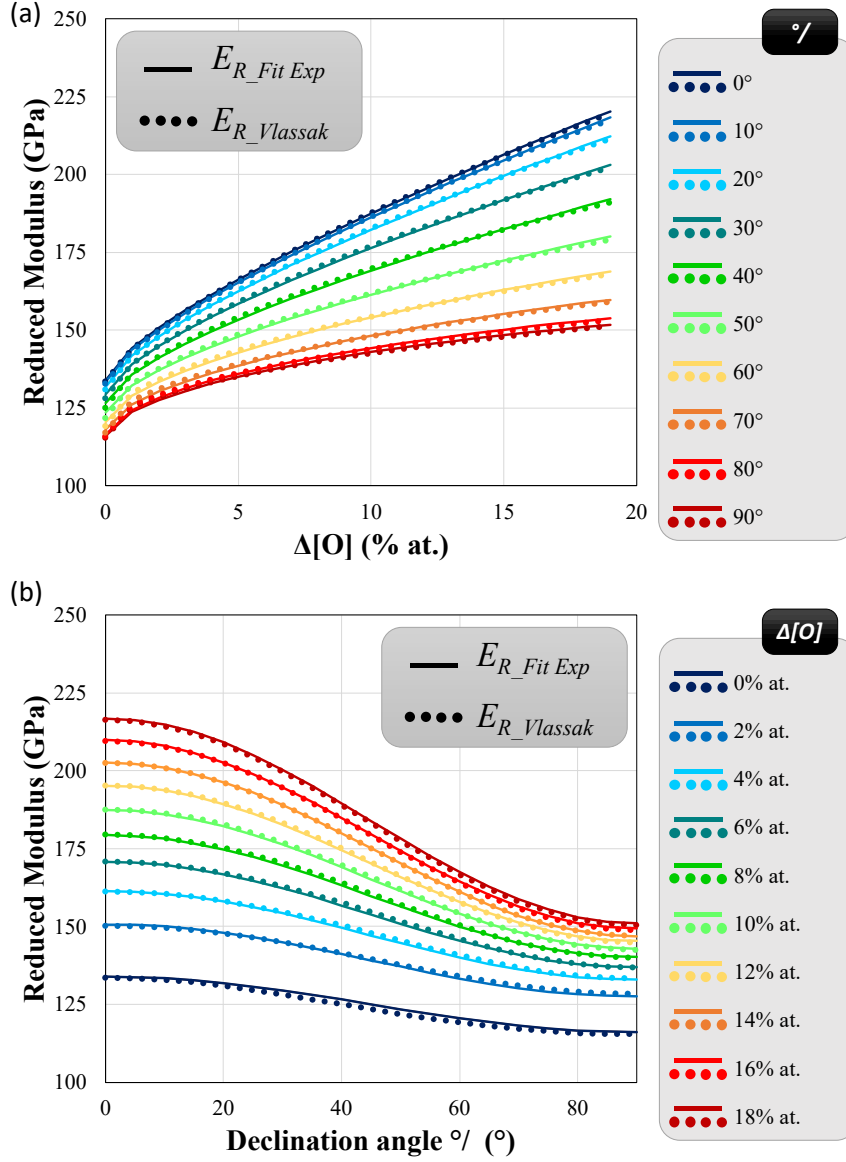 (a)
Reduced Modulus (GPa)
250
225
200
175
150
125
100
0
5
10
15
20
Δ[O] (% at.)
E_R_Fit Exp
E_R_Vlassak
°/
0°
10°
20°
30°
40°
50°
60°
70°
80°
90°
(b)
Reduced Modulus (GPa)
250
225
200
175
150
125
100
0
20
40
60
80
Declination angle °/ (°)
E_R_Fit Exp
E_R_Vlassak
Δ[O]
0% at.
2% at.
4% at.
6% at.
8% at.
10% at.
12% at.
14% at.
16% at.
18% at.